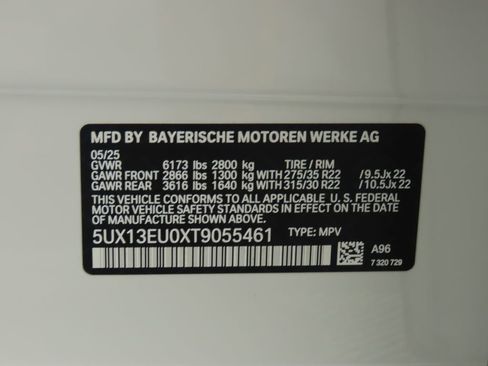 MFD BY BAYERISCHE MOTOREN WERKE AG
05/25
GVWR 6173 lbs 2800 kg TIRE / RIM
GAWR FRONT 2866 lbs 1300 kg WITH 275/35 R22 /9.5Jx 22
GAWR REAR 3616 lbs 1640 kg WITH 315/30 R22 /10.5Jx 22
THIS VEHICLE CONFORMS TO ALL APPLICABLE
U.S. FEDERAL MOTOR VEHICLE SAFETY
STANDARDS IN EFFECT ON THE DATE
OF MANUFACTURE SHOWN ABOVE.
5UX13EU0XT9055461 TYPE: MPV
A96
7 320 729